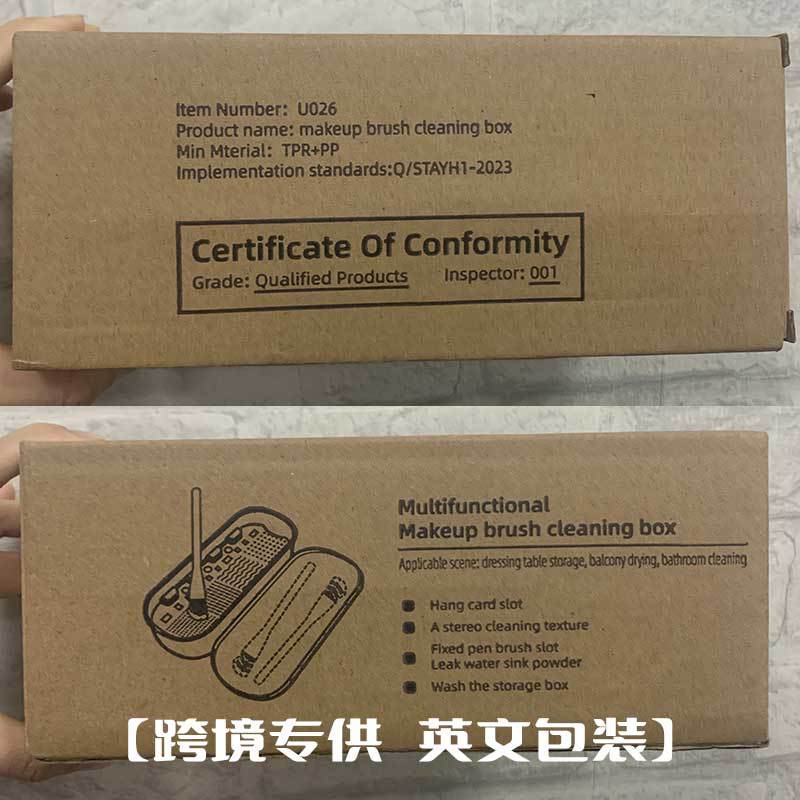 Item Number: U026
Product name: makeup brush cleaning box
Min Mterial: TPR+PP
Implementation standards:Q/STAYH1-2023
Certificate Of Conformity
Grade: Qualified Products Inspector: 001
Multifunctional
Makeup brush cleaning box
Applicable scene: dressing table storage, balcony drying, bathroom cleaning
Hang card slot
A stereo cleaning texture
Fixed pen brush slot
Leak water sink powder
Wash the storage box
【跨境专供 英文包装】